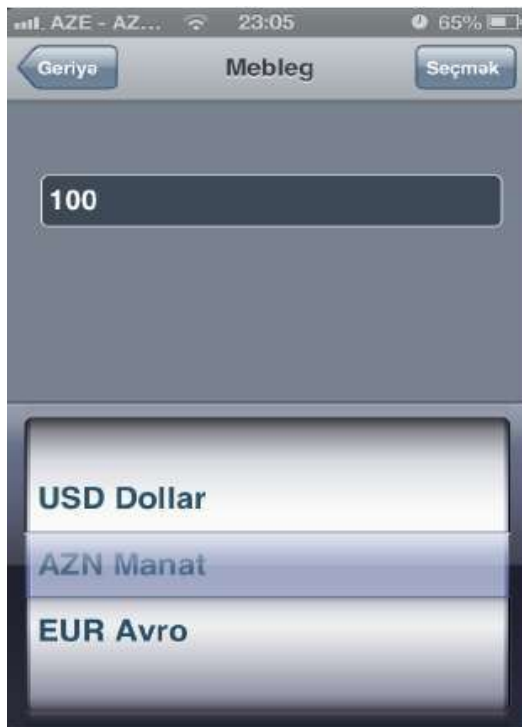 AZE - AZ... 23:05 65%
Geriyə Mebleg Seçmək
100
USD Dollar
AZN Manat
EUR Avro